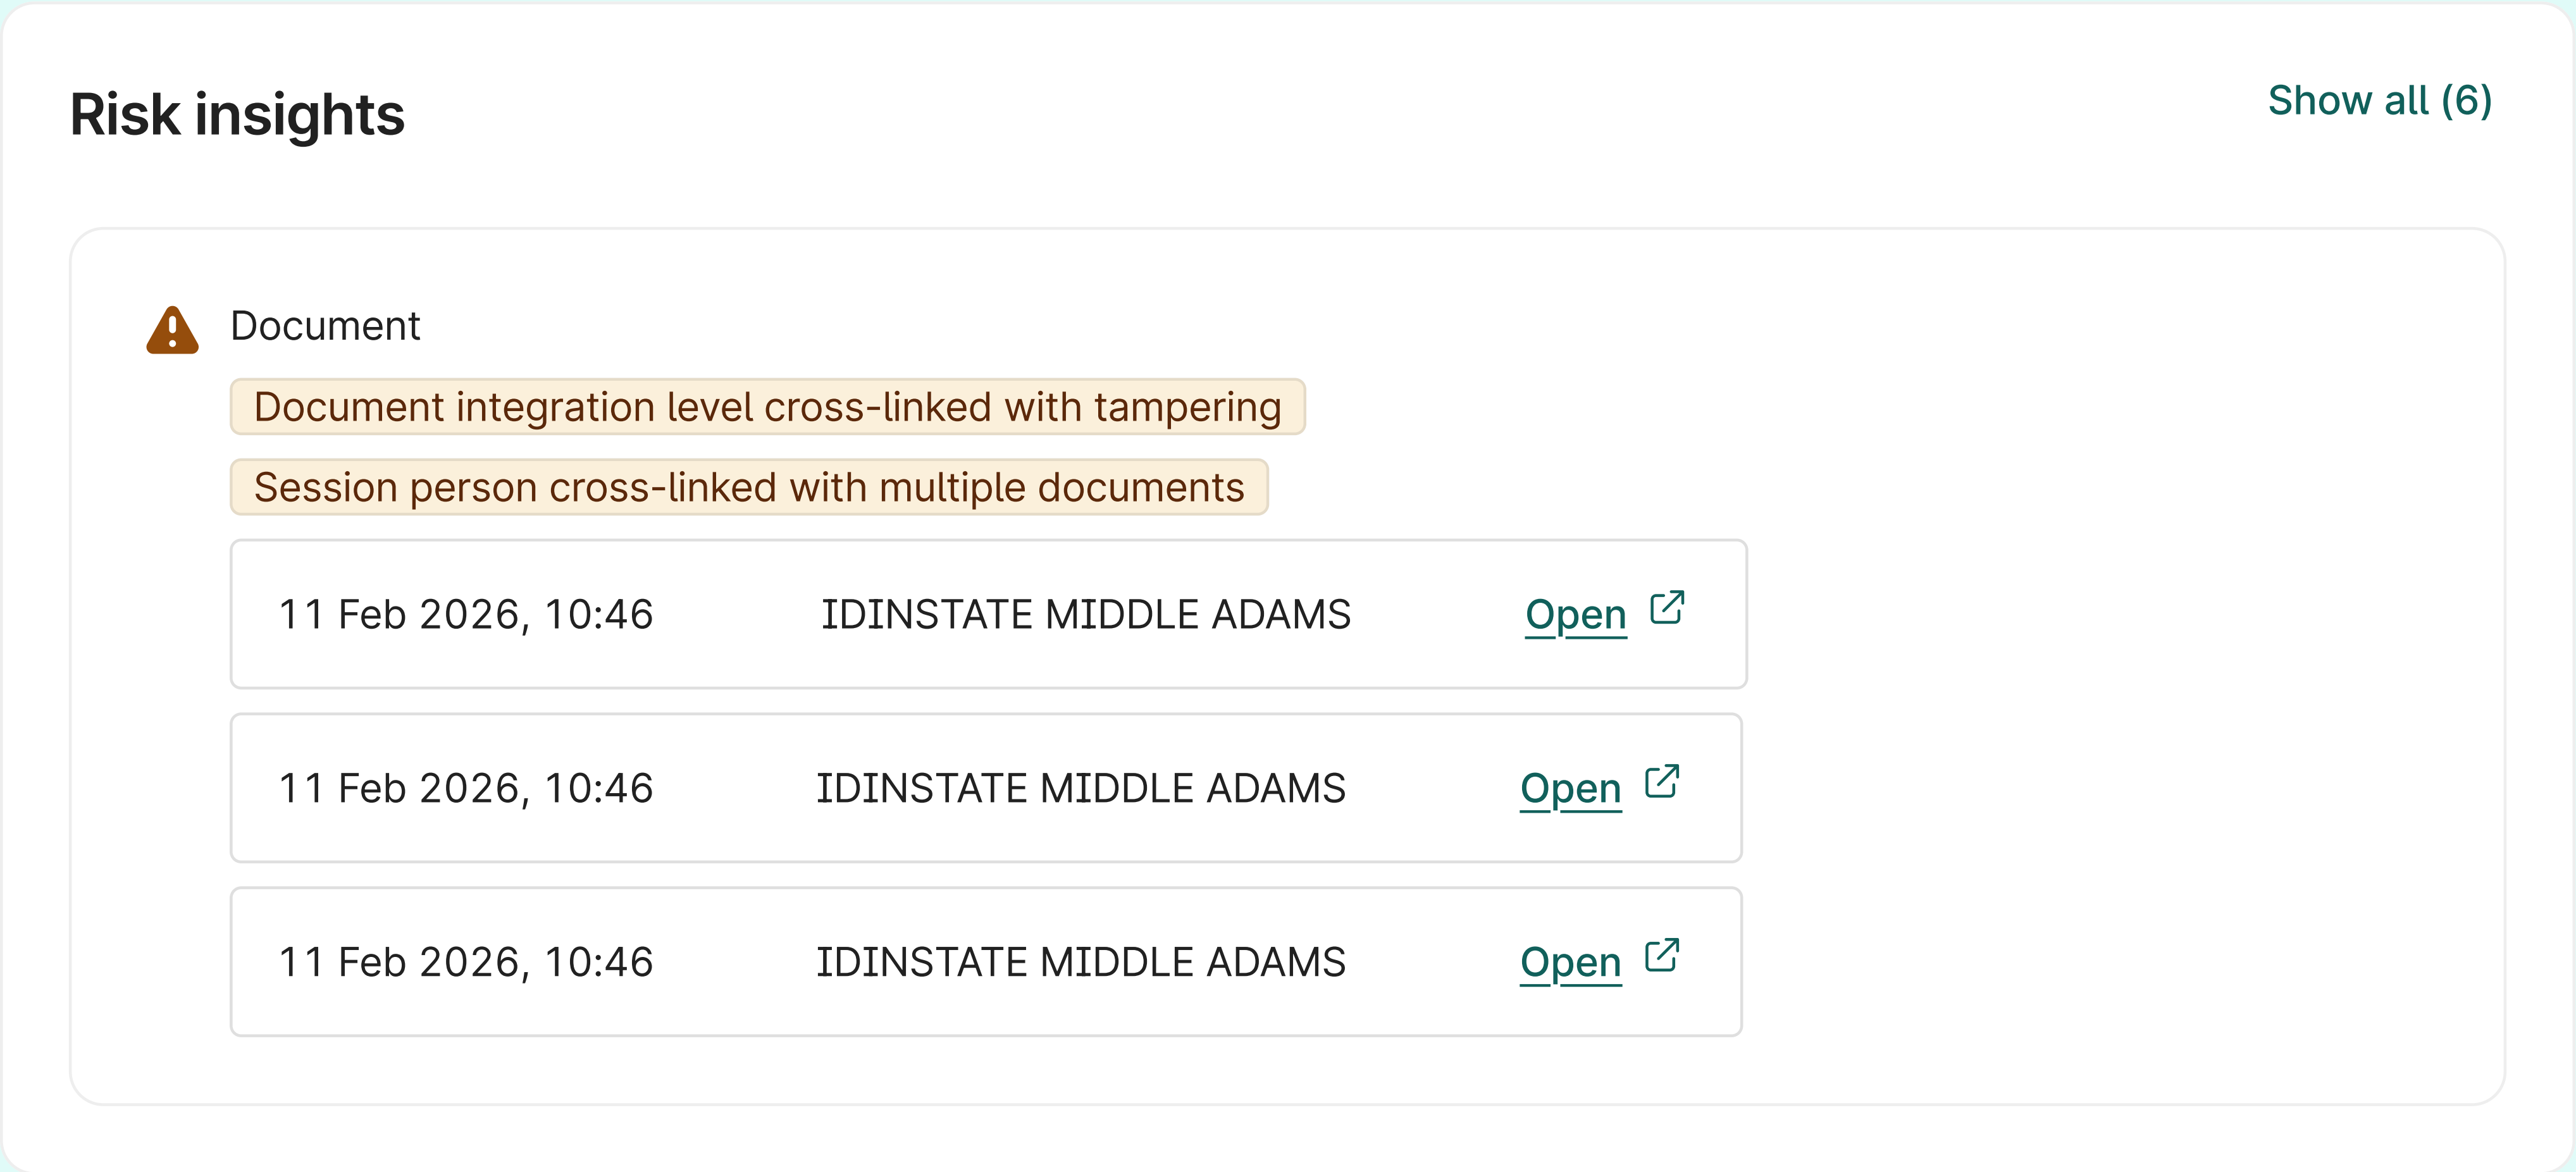 Risk insights
Show all (6)
Document
Document integration level cross-linked with tampering
Session person cross-linked with multiple documents
11 Feb 2026, 10:46 IDINSTATE MIDDLE ADAMS Open
11 Feb 2026, 10:46 IDINSTATE MIDDLE ADAMS Open
11 Feb 2026, 10:46 IDINSTATE MIDDLE ADAMS Open